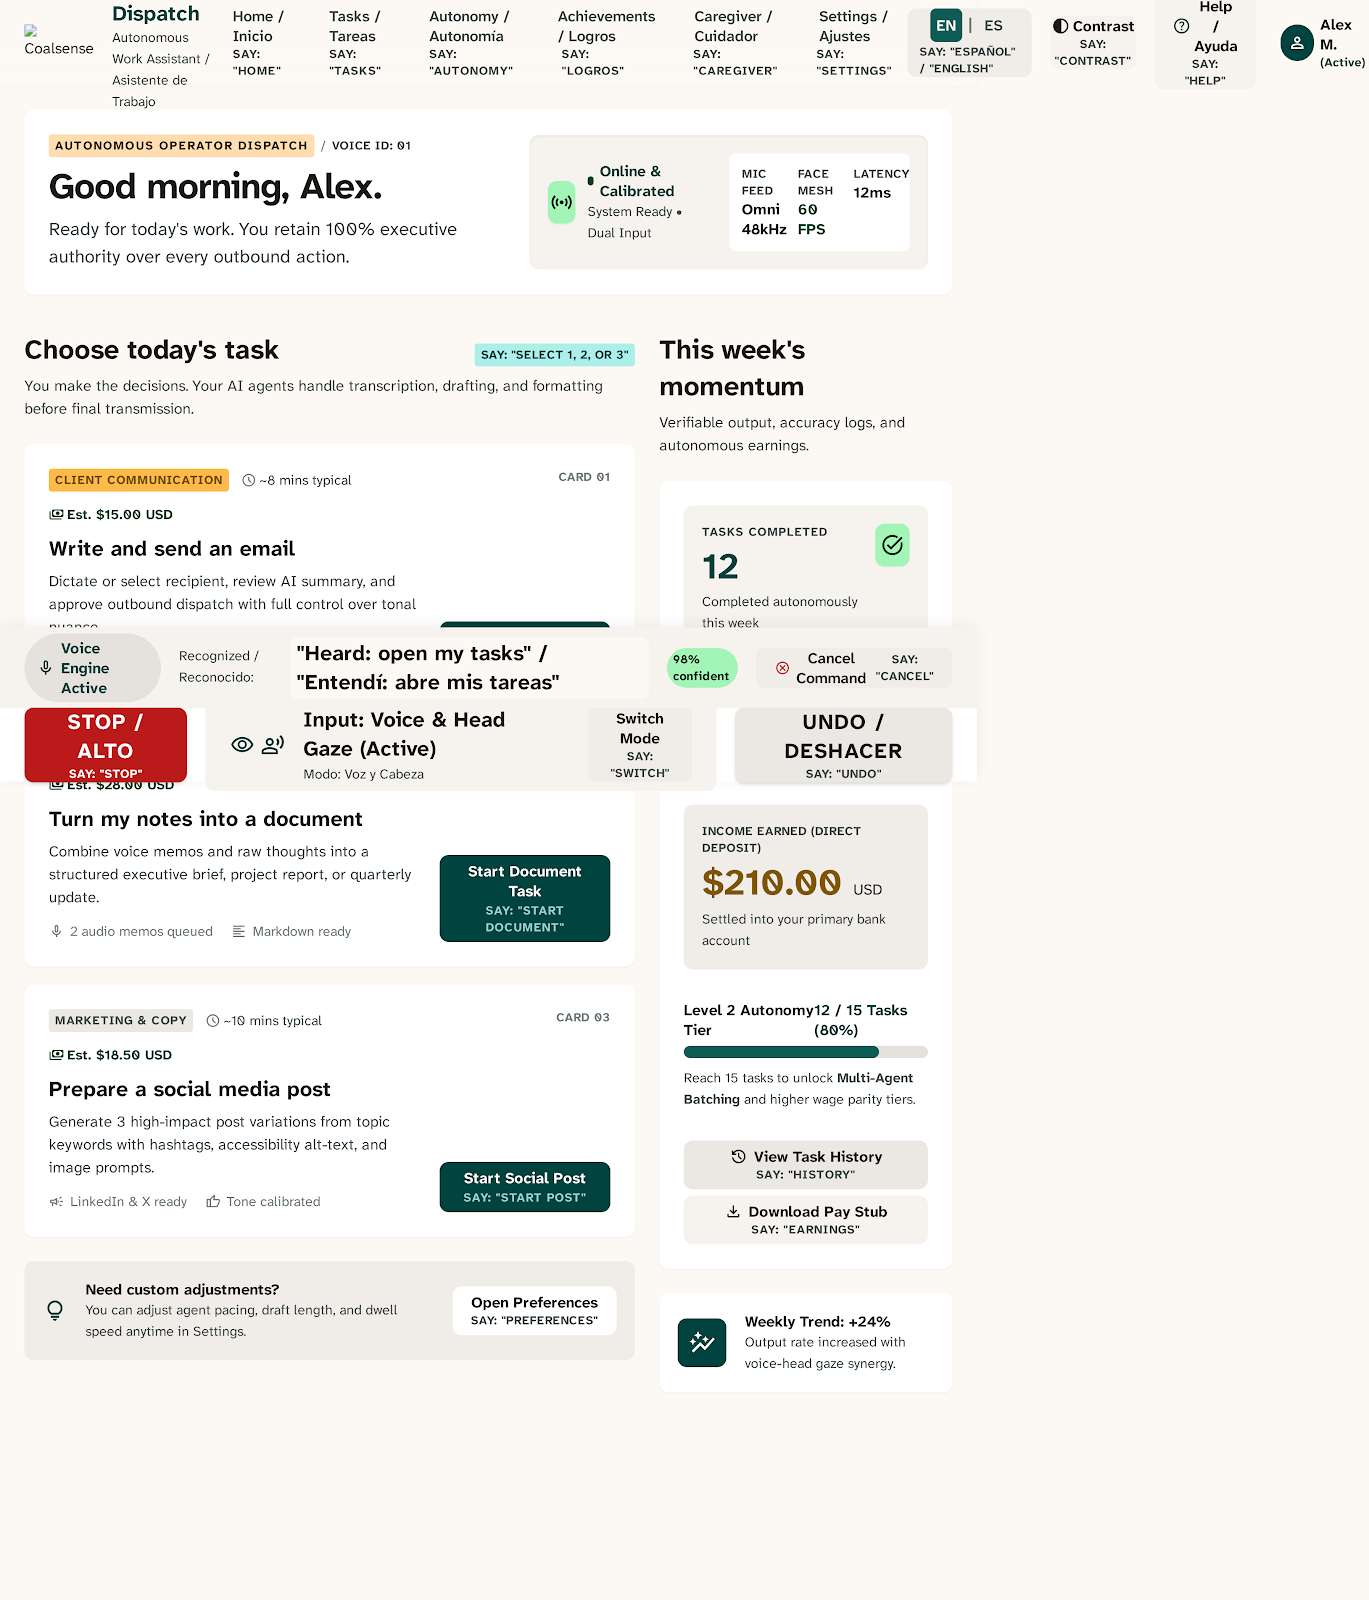 Coalsense
Dispatch
Autonomous
Work Assistant /
Asistente de
Trabajo
Home /
Inicio
SAY:
"HOME"
Tasks /
Tareas
SAY:
"TASKS"
Autonomy /
Autonomía
SAY:
"AUTONOMY"
Achievements
/ Logros
SAY:
"LOGROS"
Caregiver /
Cuidador
SAY:
"CAREGIVER"
Settings /
Ajustes
SAY:
"SETTINGS"
EN | ES
SAY: "ESPAÑOL"
/ "ENGLISH"
Contrast
SAY:
"CONTRAST"
Help
/
Ayuda
SAY:
"HELP"
Alex
M.
(Active)
AUTONOMOUS OPERATOR DISPATCH / VOICE ID: 01
Good morning, Alex.
Ready for today's work. You retain 100% executive
authority over every outbound action.
Online &
Calibrated
System Ready •
Dual Input
MIC
FEED
Omni
48kHz
FACE
MESH
60
FPS
LATENCY
12ms
Choose today's task
SAY: "SELECT 1, 2, OR 3"
You make the decisions. Your AI agents handle transcription, drafting, and formatting
before final transmission.
CLIENT COMMUNICATION ~8 mins typical
CARD 01
Est. $15.00 USD
Write and send an email
Dictate or select recipient, review AI summary, and
approve outbound dispatch with full control over tonal
nuance.
This week's
momentum
Verifiable output, accuracy logs, and
autonomous earnings.
TASKS COMPLETED
12
Completed autonomously
this week
Voice
Engine
Active
Recognized /
Reconocido:
"Heard: open my tasks" /
"Entendí: abre mis tareas"
98%
confident
Cancel
Command
SAY:
"CANCEL"
STOP /
ALTO
SAY: "STOP"
Input: Voice & Head
Gaze (Active)
Modo: Voz y Cabeza
Switch
Mode
SAY:
"SWITCH"
UNDO /
DESHACER
SAY: "UNDO"
Est. $28.00 USD
Turn my notes into a document
Combine voice memos and raw thoughts into a
structured executive brief, project report, or quarterly
update.
2 audio memos queued
Markdown ready
Start Document
Task
SAY: "START
DOCUMENT"
INCOME EARNED (DIRECT
DEPOSIT)
$210.00 USD
Settled into your primary bank
account
MARKETING & COPY ~10 mins typical
CARD 03
Est. $18.50 USD
Prepare a social media post
Generate 3 high-impact post variations from topic
keywords with hashtags, accessibility alt-text, and
image prompts.
LinkedIn & X ready
Tone calibrated
Start Social Post
SAY: "START POST"
Level 2 Autonomy
Tier
12 / 15 Tasks
(80%)
Reach 15 tasks to unlock Multi-Agent
Batching and higher wage parity tiers.
View Task History
SAY: "HISTORY"
Download Pay Stub
SAY: "EARNINGS"
Need custom adjustments?
You can adjust agent pacing, draft length, and dwell
speed anytime in Settings.
Open Preferences
SAY: "PREFERENCES"
Weekly Trend: +24%
Output rate increased with
voice-head gaze synergy.